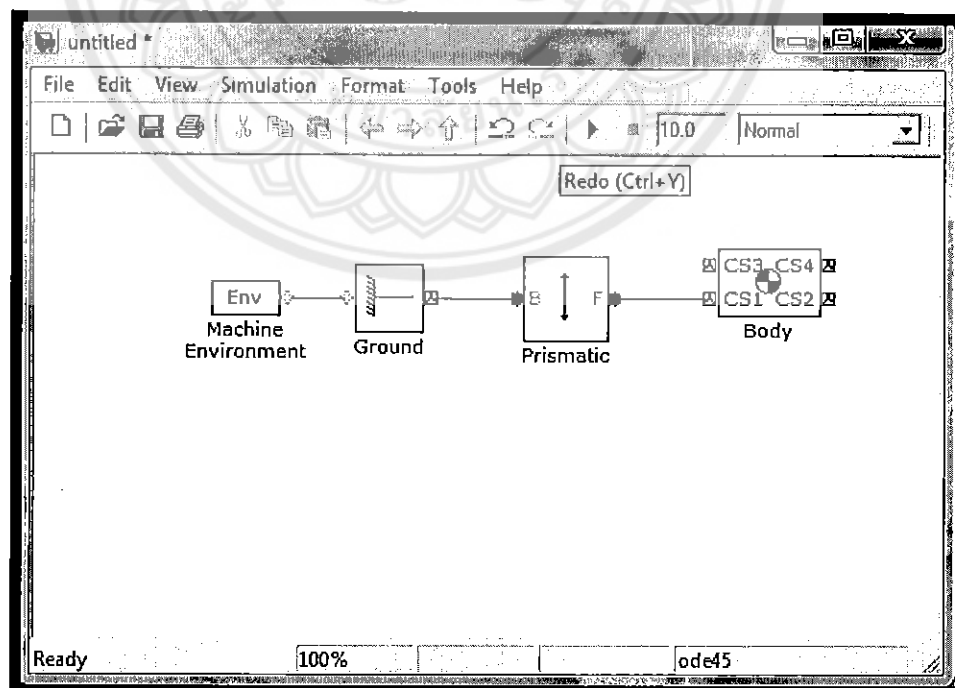 untitled *
File Edit View Simulation Format Tools Help
10.0 Normal
Redo (Ctrl+Y)
Env
Machine Environment
Ground
B F
Prismatic
CS3 CS4
CS1 CS2
Body
Ready 100% ode45